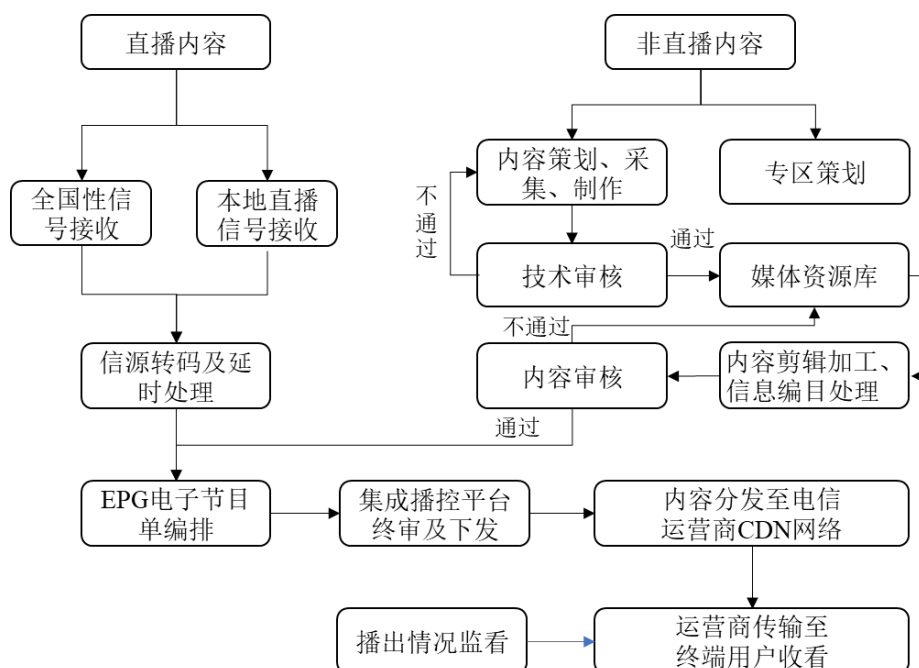 直播内容
非直播内容
全国性信
号接收
本地直播
信号接收
内容策划、采
集、制作
专区策划
不
通
过
技术审核
通过
媒体资源库
不通过
信源转码及延
时处理
内容审核
内容剪辑加工、
信息编目处理
通过
EPG电子节目
单编排
集成播控平台
终审及下发
内容分发至电信
运营商CDN网络
播出情况监看
运营商传输至
终端用户收看